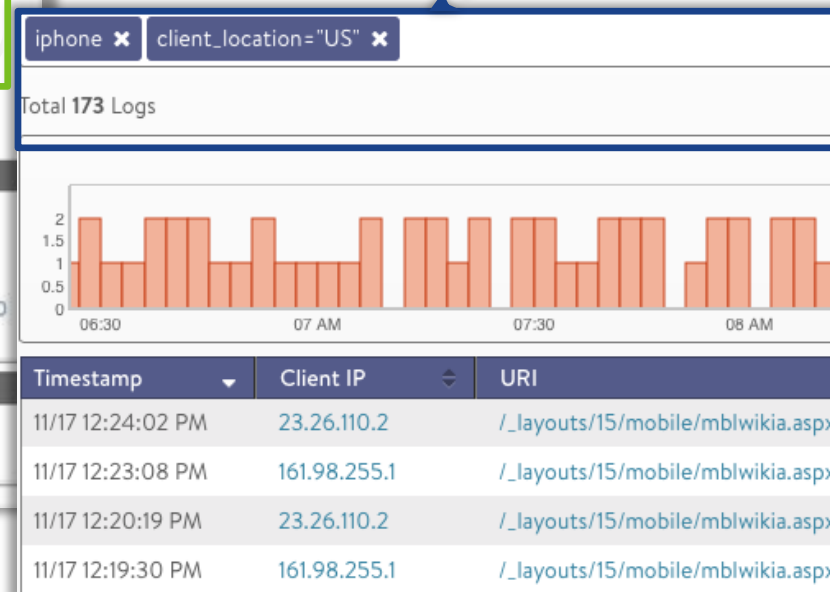 iphone ✖ client_location="US" ✖
Total 173 Logs
2
1.5
1
0.5
0
06:30 07 AM 07:30 08 AM
Timestamp Client IP URI
11/17 12:24:02 PM 23.26.110.2 /_layouts/15/mobile/mblwikia.aspx
11/17 12:23:08 PM 161.98.255.1 /_layouts/15/mobile/mblwikia.aspx
11/17 12:20:19 PM 23.26.110.2 /_layouts/15/mobile/mblwikia.aspx
11/17 12:19:30 PM 161.98.255.1 /_layouts/15/mobile/mblwikia.aspx